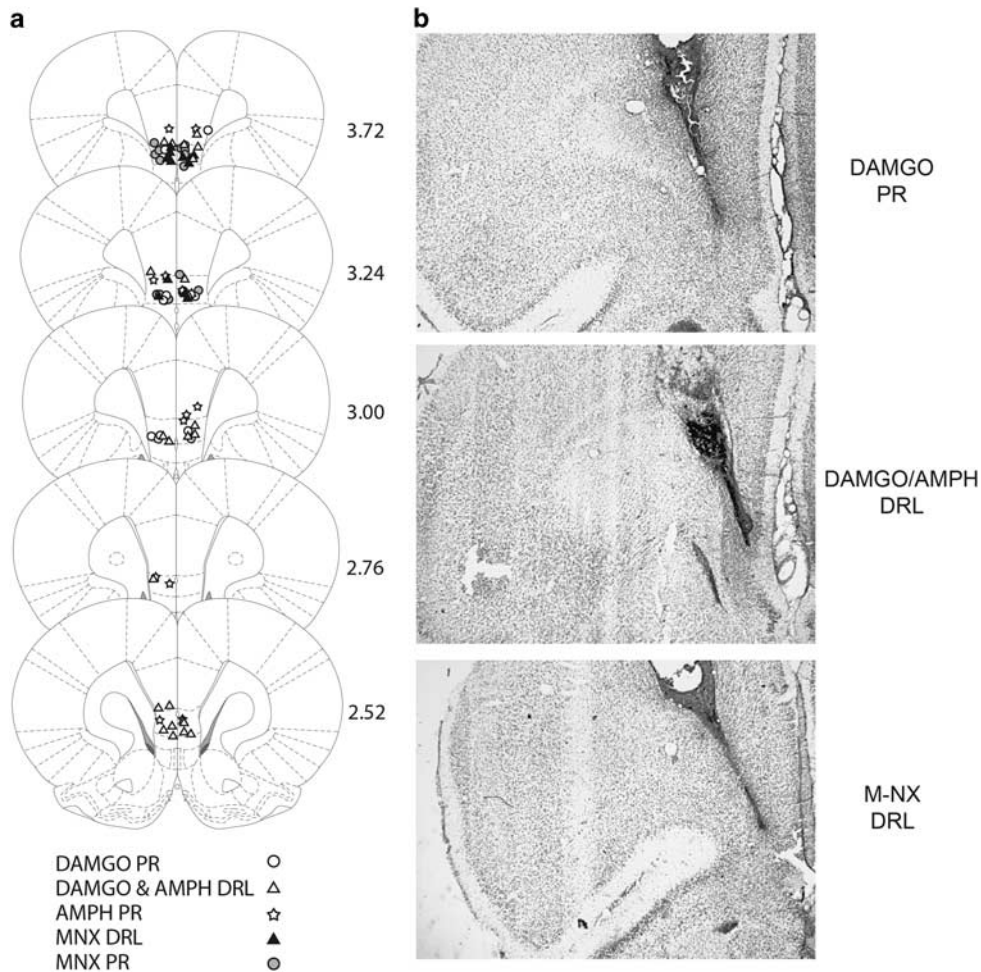 a
3.72
3.24
3.00
2.76
2.52
DAMGO PR
DAMGO & AMPH DRL
AMPH PR
MNX DRL
MNX PR
b
DAMGO
PR
DAMGO/AMPH
DRL
M-NX
DRL